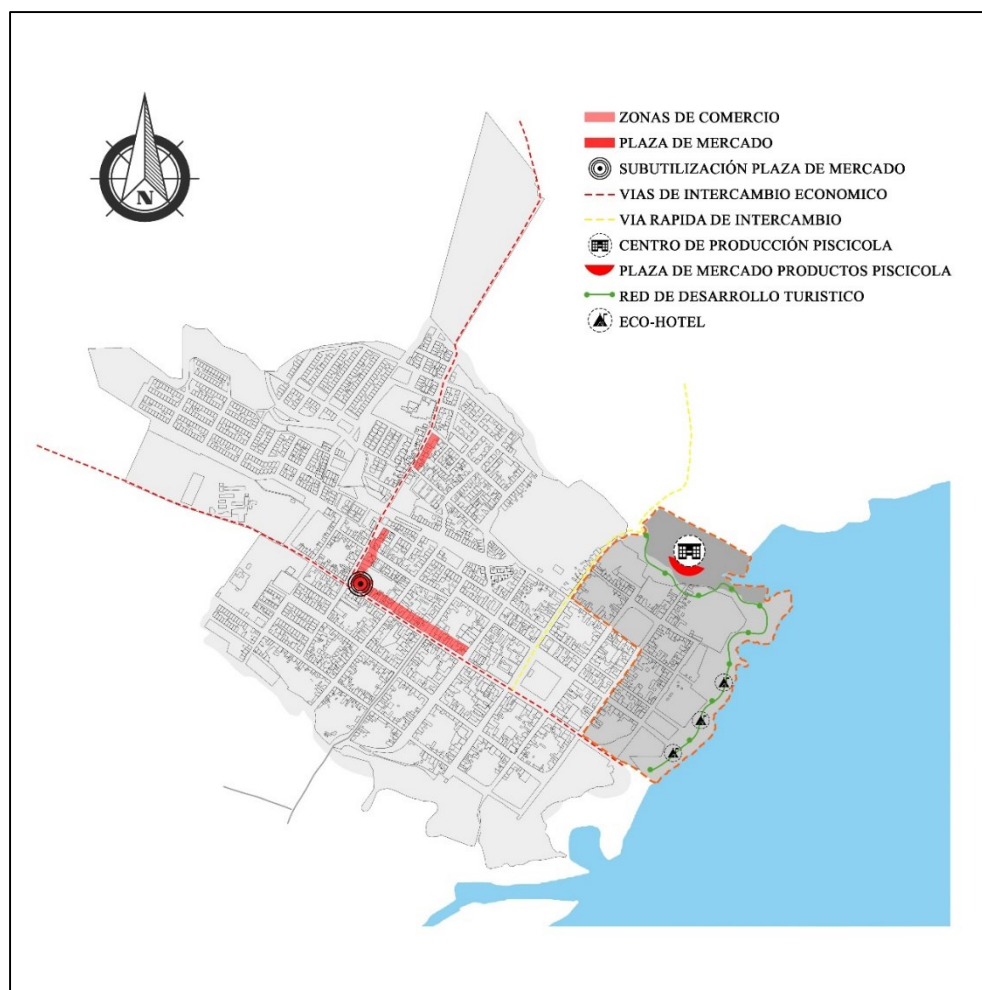 N
ZONAS DE COMERCIO
PLAZA DE MERCADO
SUBUTILIZACIÓN PLAZA DE MERCADO
VIAS DE INTERCAMBIO ECONOMICO
VIA RAPIDA DE INTERCAMBIO
CENTRO DE PRODUCCIÓN PISCICOLA
PLAZA DE MERCADO PRODUCTOS PISCICOLA
RED DE DESARROLLO TURISTICO
ECO-HOTEL